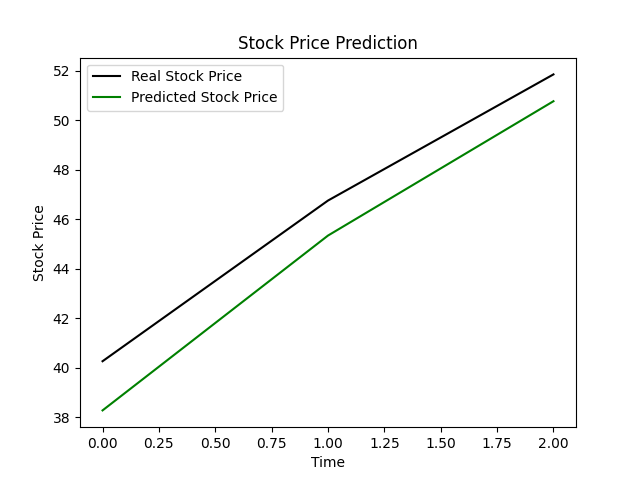 Stock Price Prediction
Real Stock Price
Predicted Stock Price
Stock Price
52
50
48
46
44
42
40
38
0.00 0.25 0.50 0.75 1.00 1.25 1.50 1.75 2.00
Time